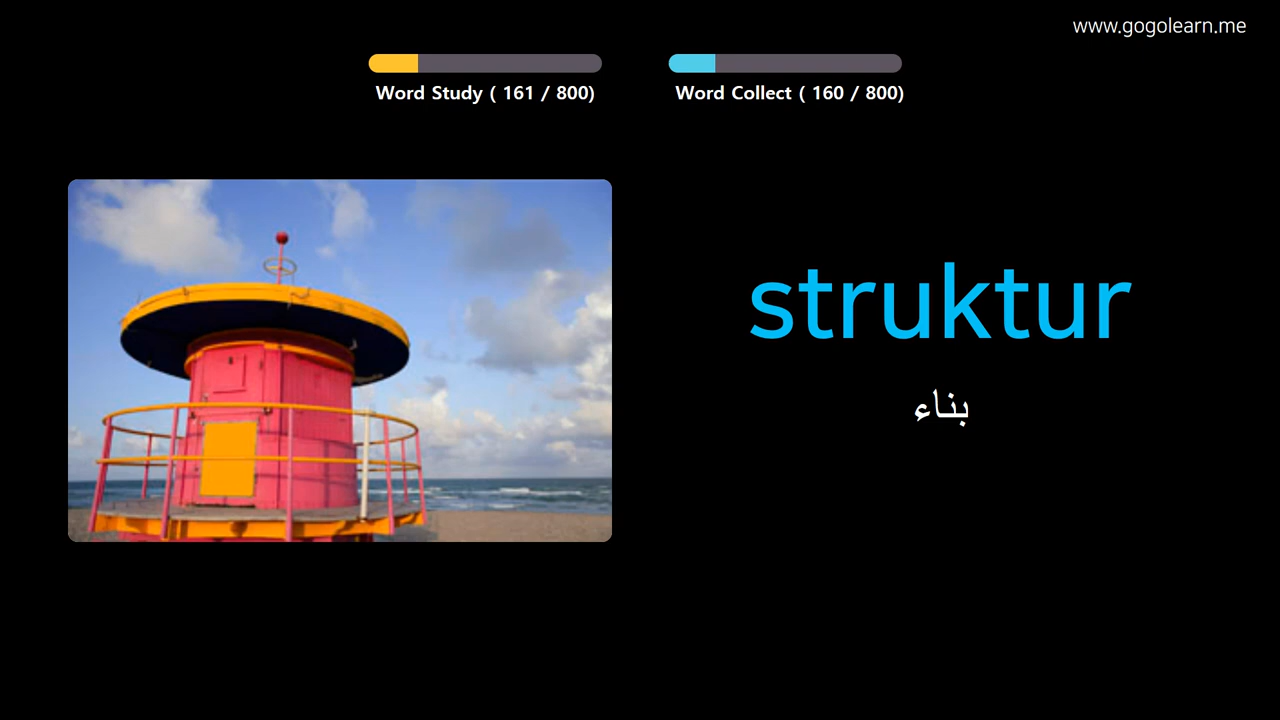 www.gogolearn.me
Word Study ( 161 / 800)
Word Collect ( 160 / 800)
struktur
بناء